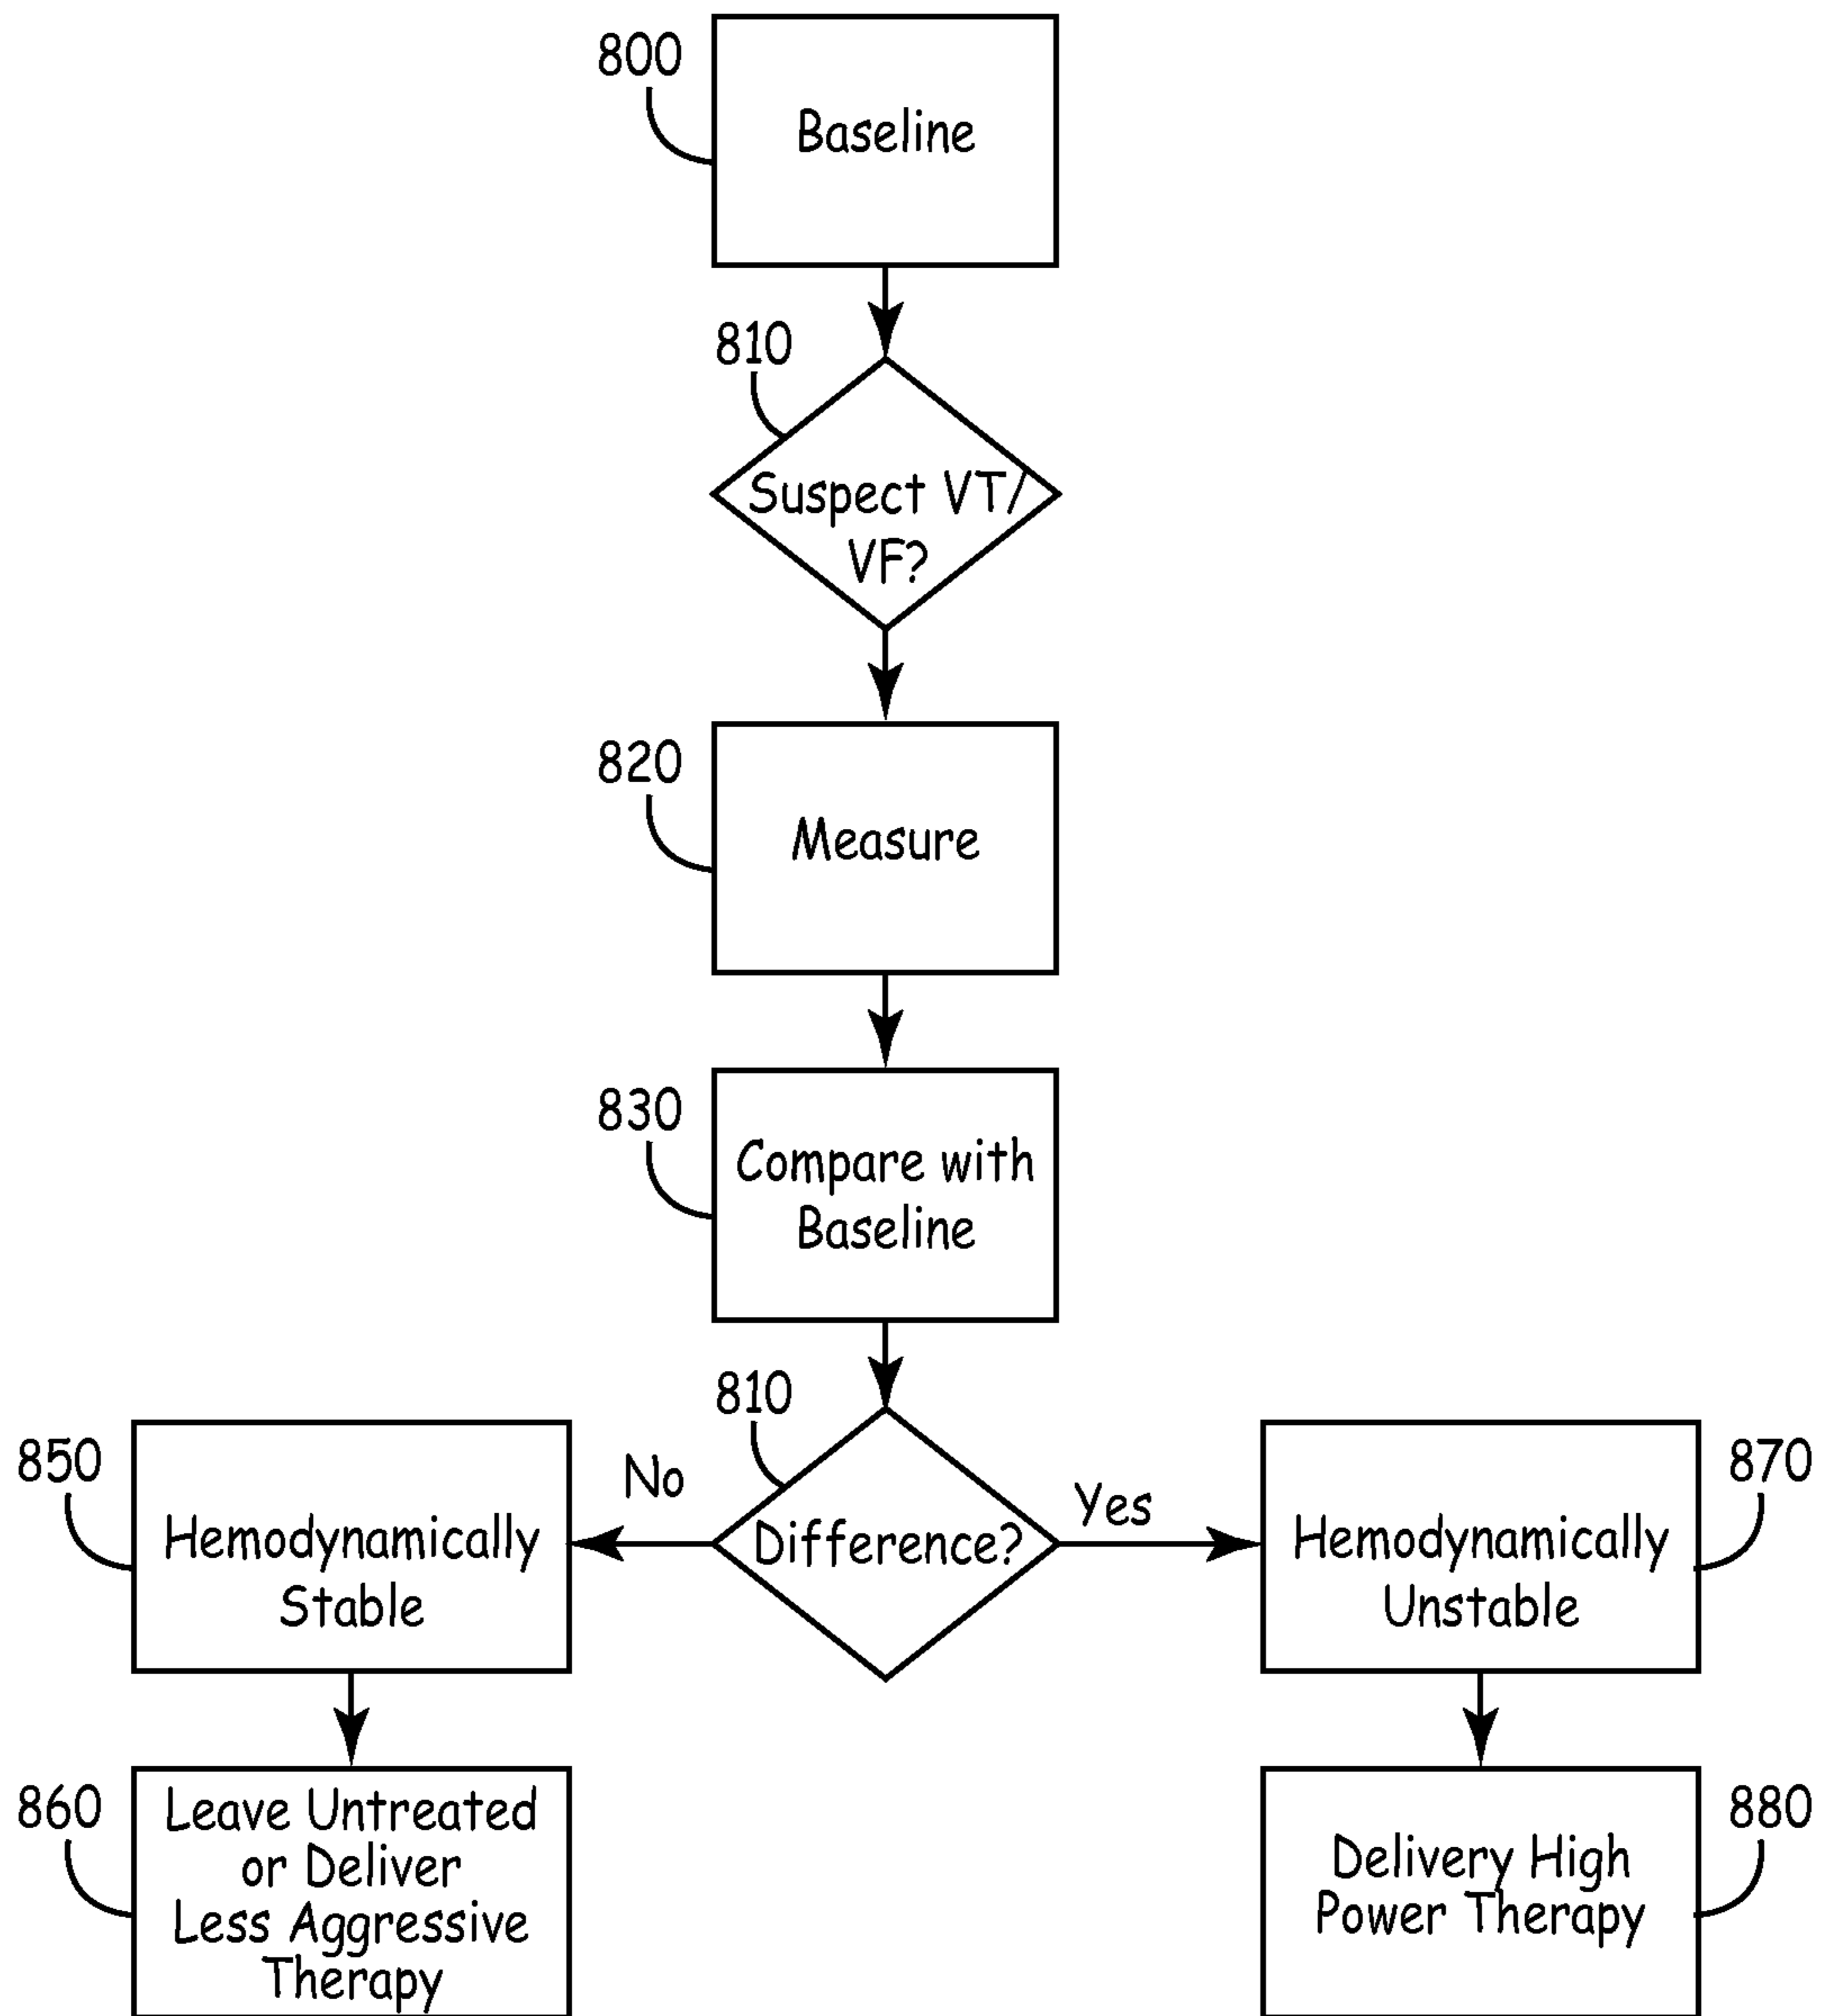 800
Baseline
810
Suspect VT/
VF?
820
Measure
830
Compare with
Baseline
810
Difference?
No
Yes
850
Hemodynamically
Stable
870
Hemodynamically
Unstable
860
Leave Untreated
or Deliver
Less Aggressive
Therapy
880
Delivery High
Power Therapy